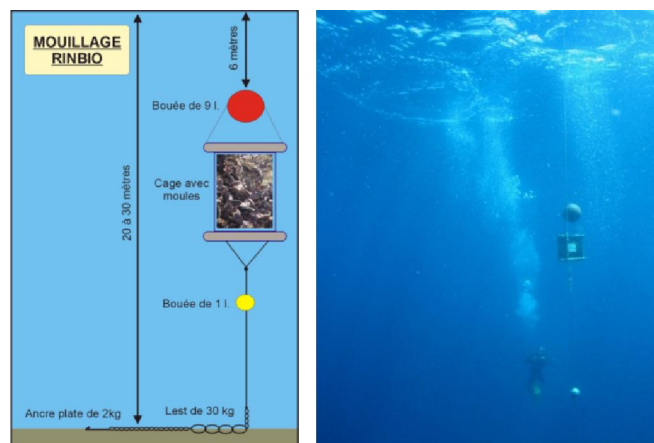 MOUILLAGE
RINBIO
6 mètres
Bouée de 9 l.
Cage avec
moules
20 à 30 mètres
Bouée de 1 l.
Ancre plate de 2kg
Lest de 30 kg